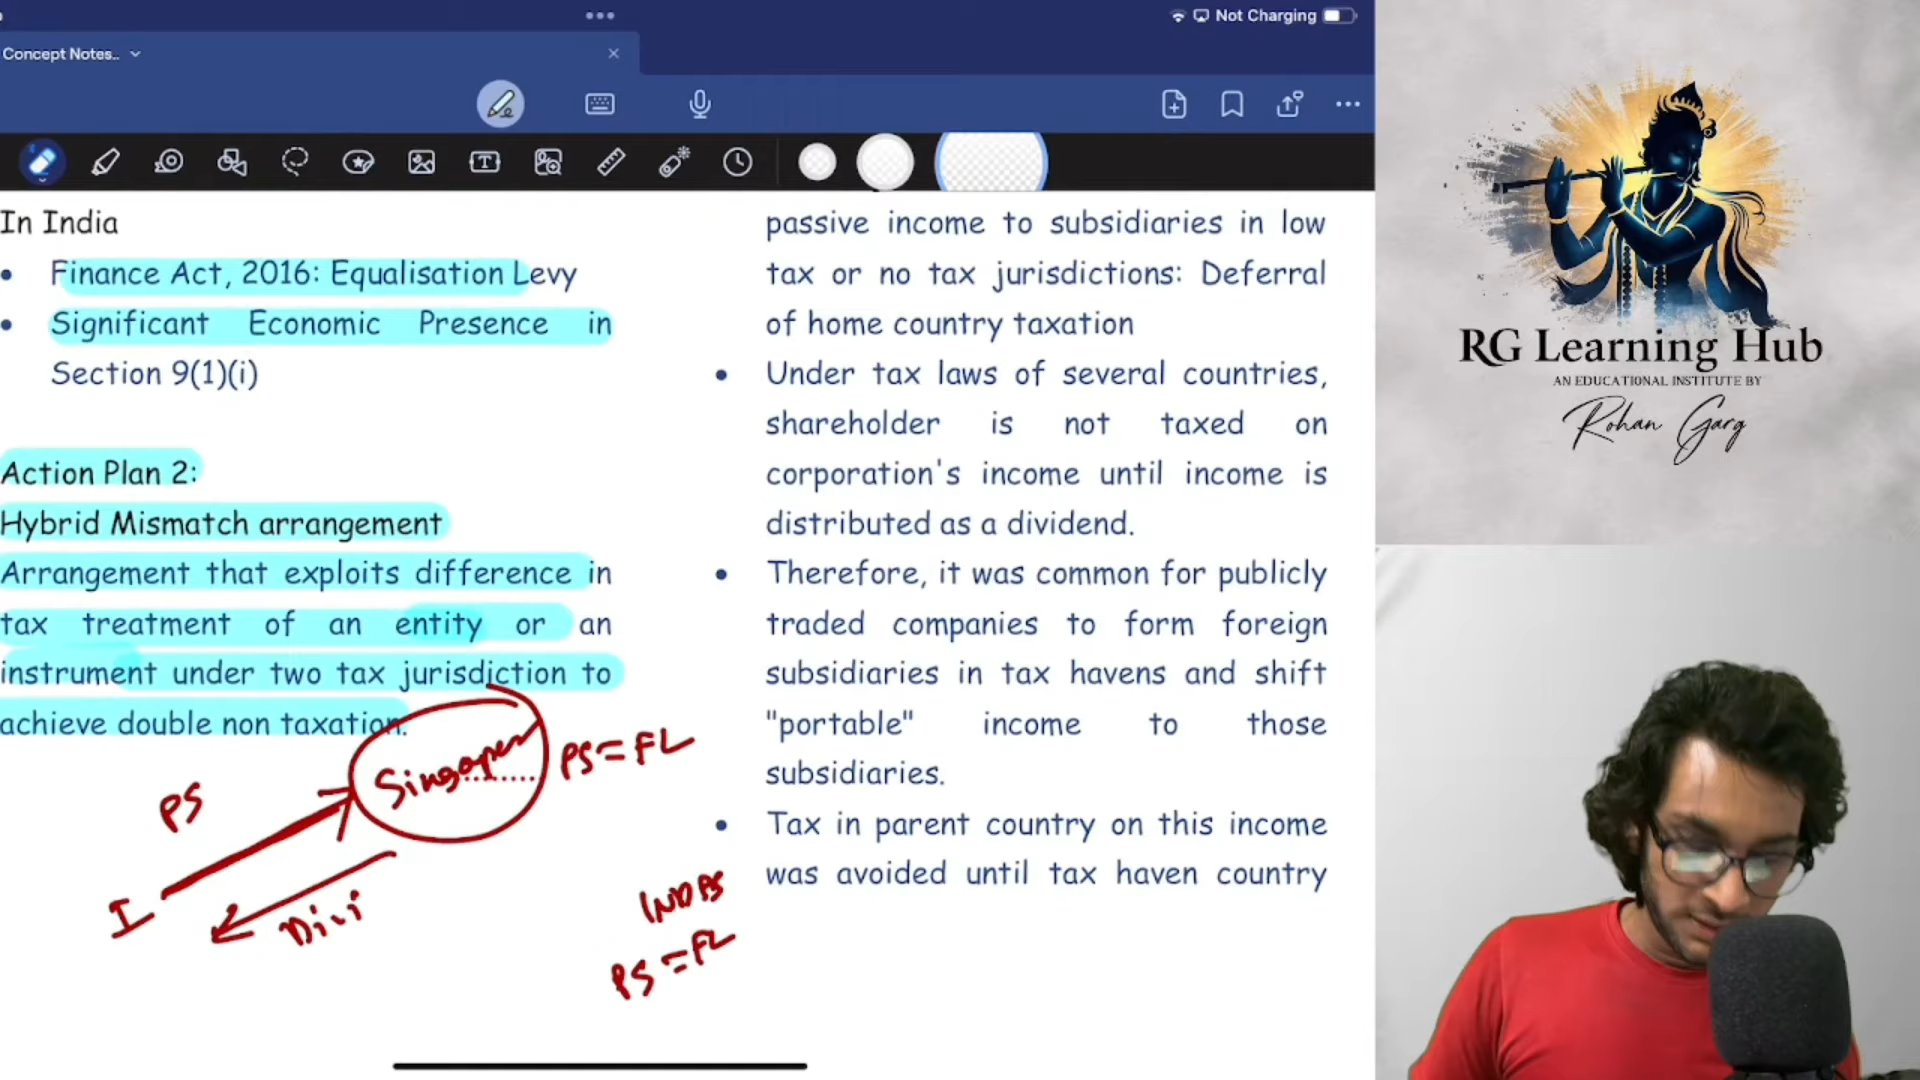 Not Charging
Concept Notes..
In India
• Finance Act, 2016: Equalisation Levy
• Significant Economic Presence in
Section 9(1)(i)
Action Plan 2:
Hybrid Mismatch arrangement
Arrangement that exploits difference in
tax treatment of an entity or an
instrument under two tax jurisdiction to
achieve double non taxation.
PS
Singapore
PS=FL
I
Divi
passive income to subsidiaries in low
tax or no tax jurisdictions: Deferral
of home country taxation
• Under tax laws of several countries,
shareholder is not taxed on
corporation's income until income is
distributed as a dividend.
• Therefore, it was common for publicly
traded companies to form foreign
subsidiaries in tax havens and shift
"portable" income to those
subsidiaries.
• Tax in parent country on this income
was avoided until tax haven country
INDAS
PS=FL
RG Learning Hub
AN EDUCATIONAL INSTITUTE BY
Rohan Garg